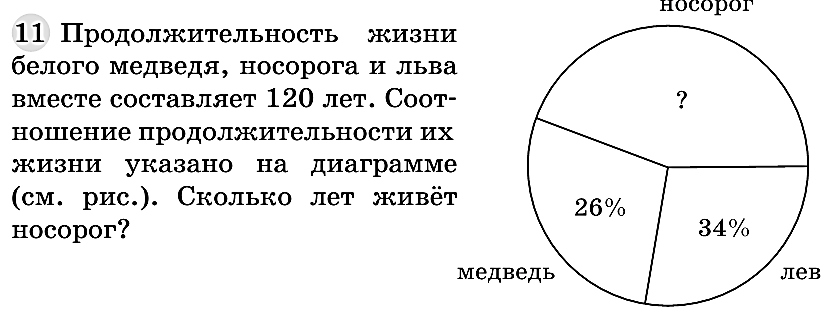 носорог
11 Продолжительность жизни
белого медведя, носорога и льва
вместе составляет 120 лет. Соот-
ношение продолжительности их
жизни указано на диаграмме
(см. рис.). Сколько лет живёт
носорог?
?
26%
34%
медведь
лев